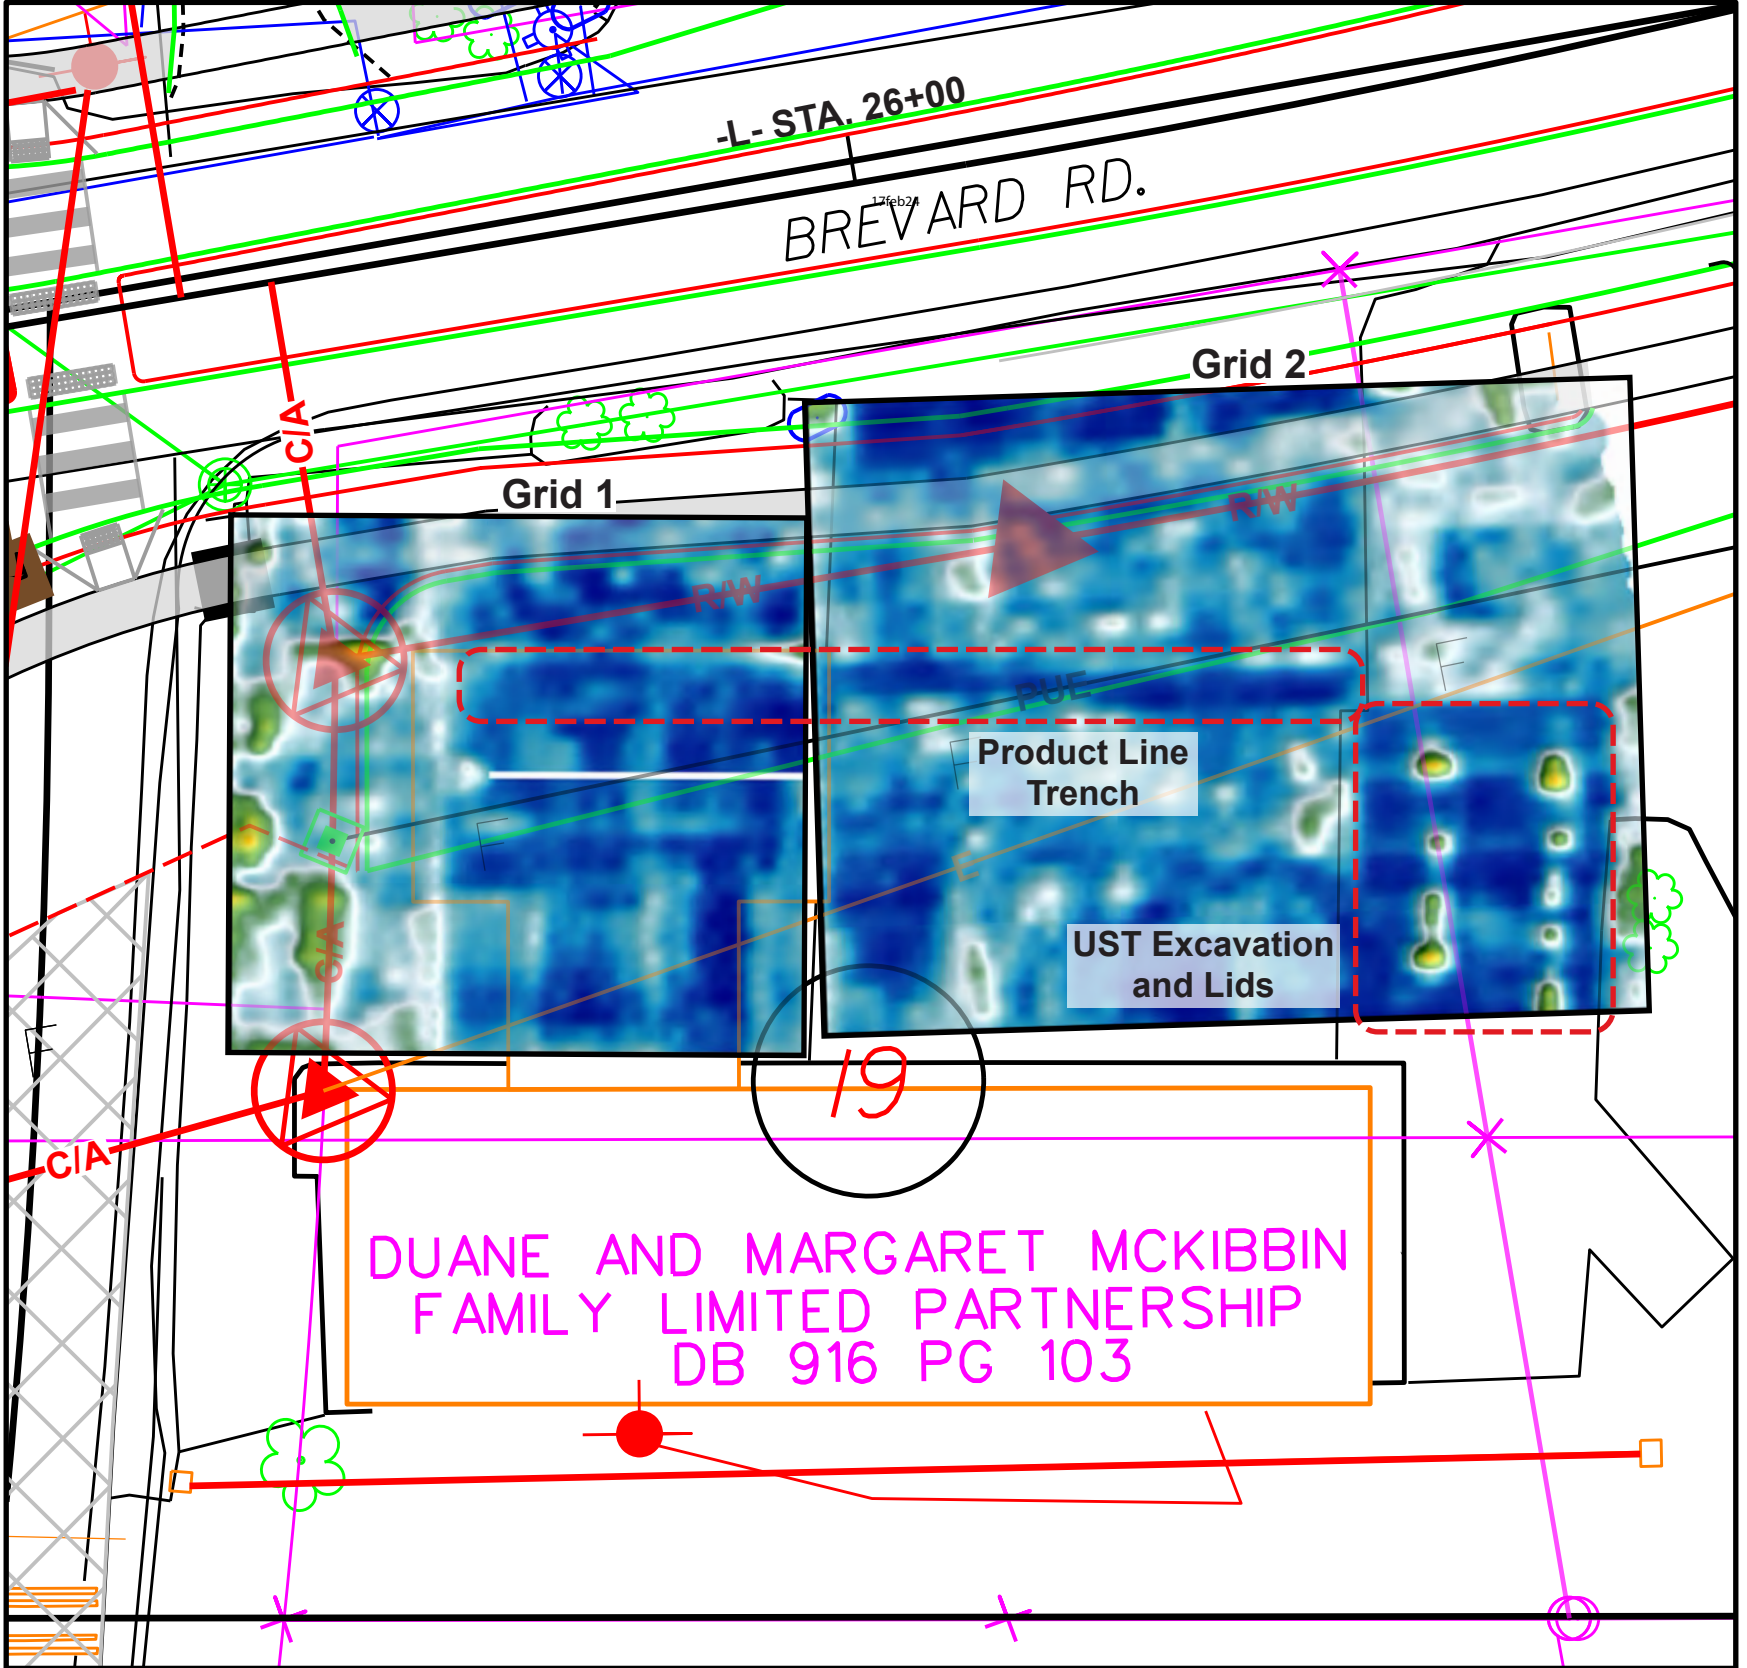 -L- STA. 26+00
17feb24
BREVARD RD.
Grid 2
C/A
Grid 1
R/W
R/W
PUE
Product Line
Trench
E
C/A
UST Excavation
and Lids
19
C/A
DUANE AND MARGARET MCKIBBIN
FAMILY LIMITED PARTNERSHIP
DB 916 PG 103